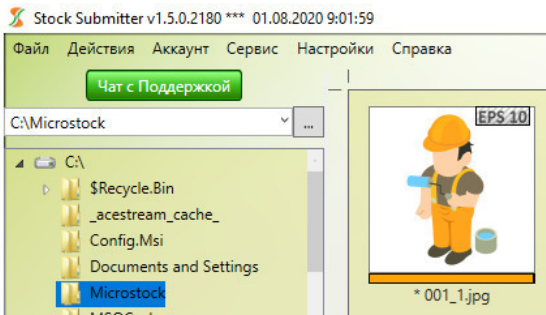 Stock Submitter v1.5.0.2180 *** 01.08.2020 9:01:59
Файл Действия Аккаунт Сервис Настройки Справка
Чат с Поддержкой
C:\Microstock
...
EPS 10
C:\
$Recycle.Bin
_acestream_cache_
Config.Msi
Documents and Settings
Microstock
* 001_1.jpg